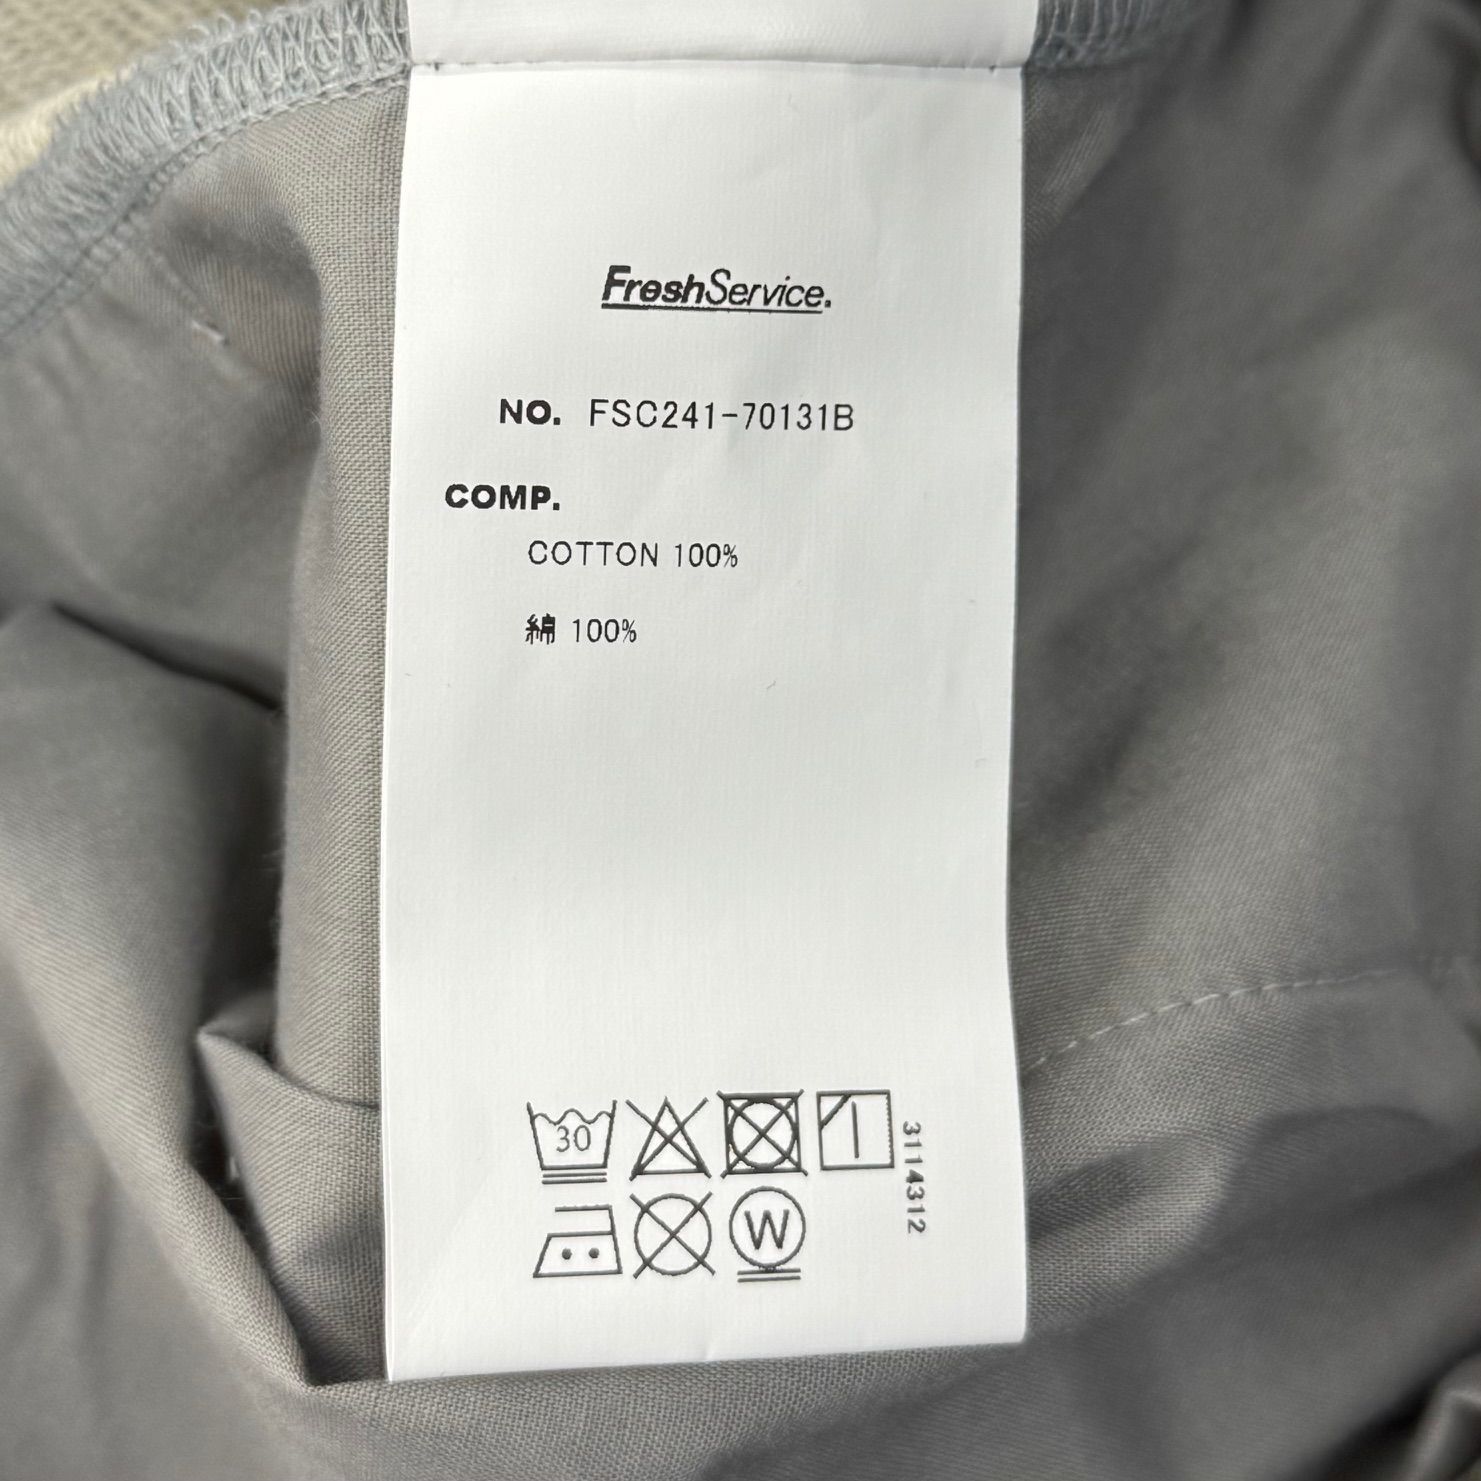 FreshService.
NO. FSC241-70131B
COMP.
COTTON 100%
綿 100%
30
W
3114312